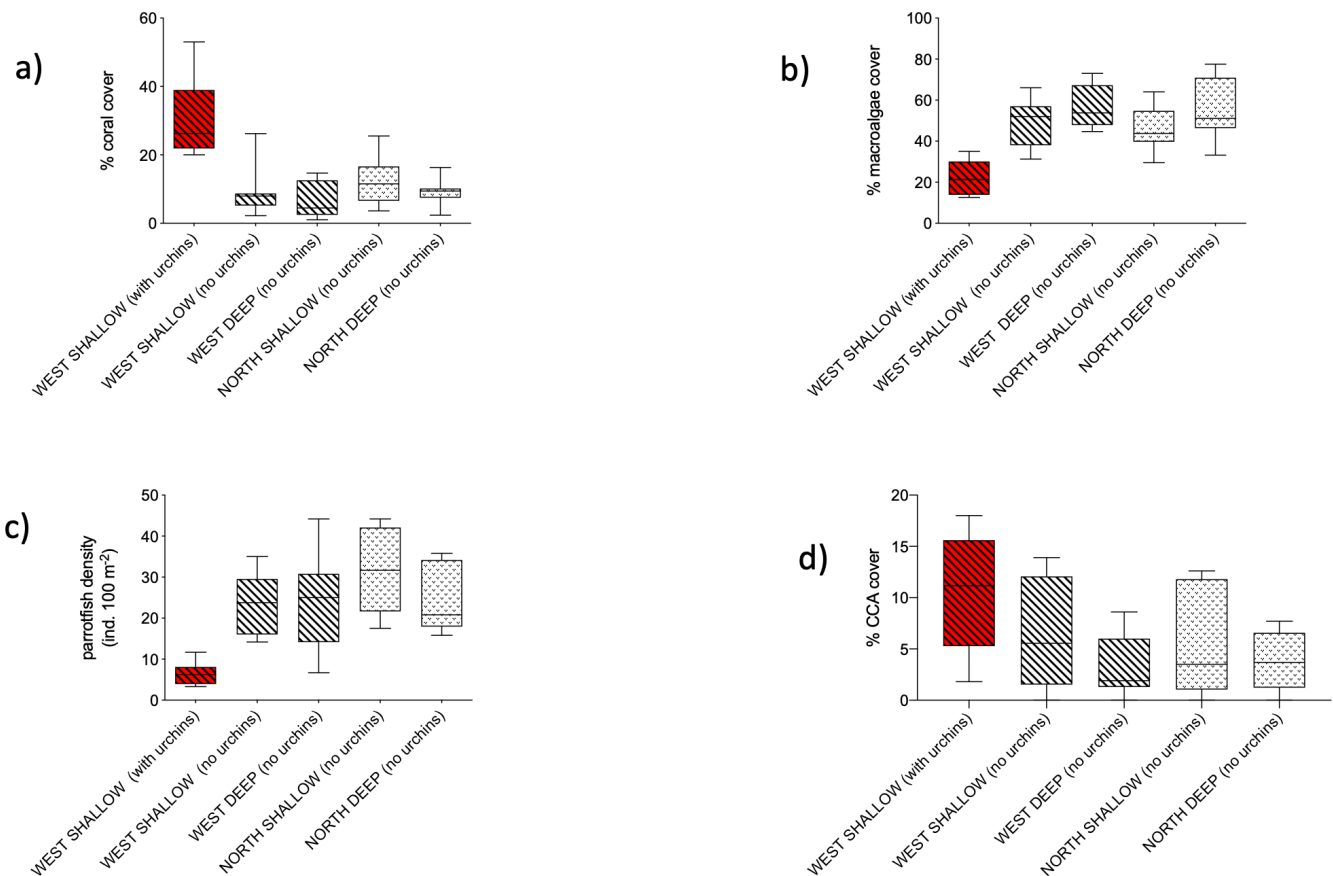 a)
% coral cover
60
40
20
0
WEST SHALLOW (with urchins)
WEST SHALLOW (no urchins)
WEST DEEP (no urchins)
NORTH SHALLOW (no urchins)
NORTH DEEP (no urchins)
b)
% macroalgae cover
100
80
60
40
20
0
WEST SHALLOW (with urchins)
WEST SHALLOW (no urchins)
WEST DEEP (no urchins)
NORTH SHALLOW (no urchins)
NORTH DEEP (no urchins)
c)
parrotfish density
(ind. 100 m-2)
50
40
30
20
10
0
WEST SHALLOW (with urchins)
WEST SHALLOW (no urchins)
WEST DEEP (no urchins)
NORTH SHALLOW (no urchins)
NORTH DEEP (no urchins)
d)
% CCA cover
20
15
10
5
0
WEST SHALLOW (with urchins)
WEST SHALLOW (no urchins)
WEST DEEP (no urchins)
NORTH SHALLOW (no urchins)
NORTH DEEP (no urchins)